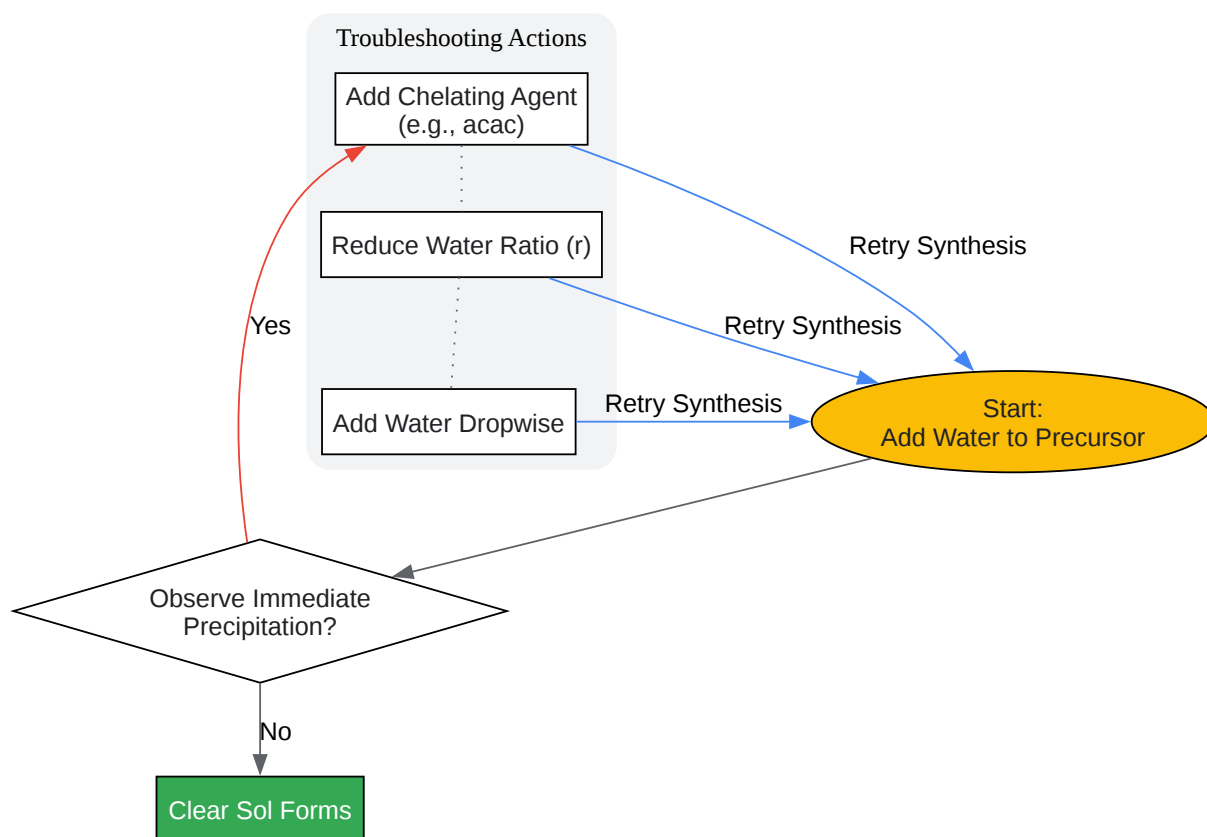 Troubleshooting Actions
Add Chelating Agent
(e.g., acac)
Reduce Water Ratio (r)
Retry Synthesis
Yes
Retry Synthesis
Add Water Dropwise
Retry Synthesis
Start:
Add Water to Precursor
Observe Immediate
Precipitation?
No
Clear Sol Forms